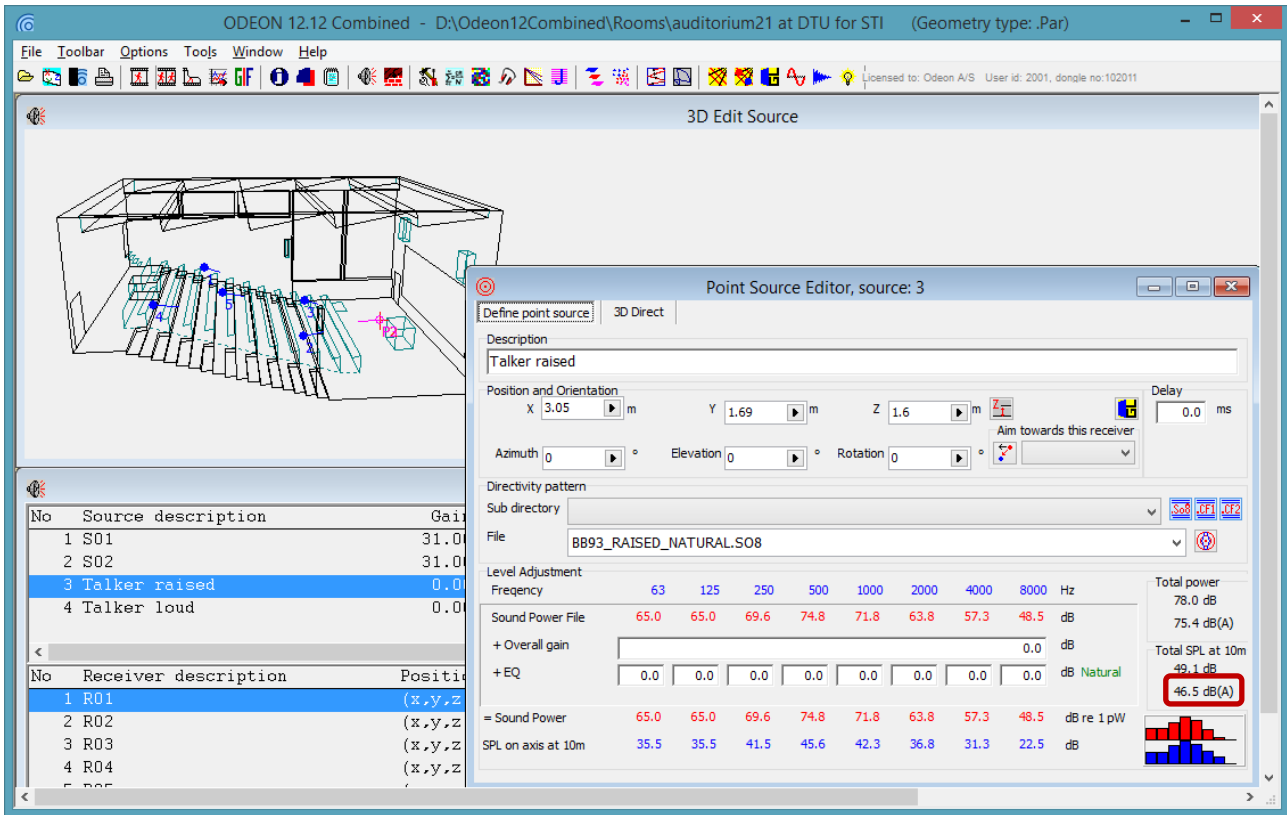 ODEON 12.12 Combined - D:\Odeon12Combined\Rooms\auditorium21 at DTU for STI (Geometry type: .Par)
File Toolbar Options Tools Window Help
Licensed to: Odeon A/S User id: 2001, dongle no:102011
3D Edit Source
P2
1
5
4
3
2
Point Source Editor, source: 3
Define point source 3D Direct
Description
Talker raised
Position and Orientation
X 3.05 m Y 1.69 m Z 1.6 m
Delay
0.0 ms
Aim towards this receiver
Azimuth 0 ° Elevation 0 ° Rotation 0 °
Directivity pattern
Sub directory
.So8 .CF1 .CF2
File BB93_RAISED_NATURAL.SO8
Level Adjustment
Freqency 63 125 250 500 1000 2000 4000 8000 Hz
Sound Power File 65.0 65.0 69.6 74.8 71.8 63.8 57.3 48.5 dB
+ Overall gain 0.0 dB
+ EQ 0.0 0.0 0.0 0.0 0.0 0.0 0.0 0.0 dB Natural
= Sound Power 65.0 65.0 69.6 74.8 71.8 63.8 57.3 48.5 dB re 1 pW
SPL on axis at 10m 35.5 35.5 41.5 45.6 42.3 36.8 31.3 22.5 dB
Total power
78.0 dB
75.4 dB(A)
Total SPL at 10m
49.1 dB
46.5 dB(A)
No Source description Gai
1 S01 31.0
2 S02 31.0
3 Talker raised 0.0
4 Talker loud 0.0
No Receiver description Positi
1 R01 (x,y,z
2 R02 (x,y,z
3 R03 (x,y,z
4 R04 (x,y,z